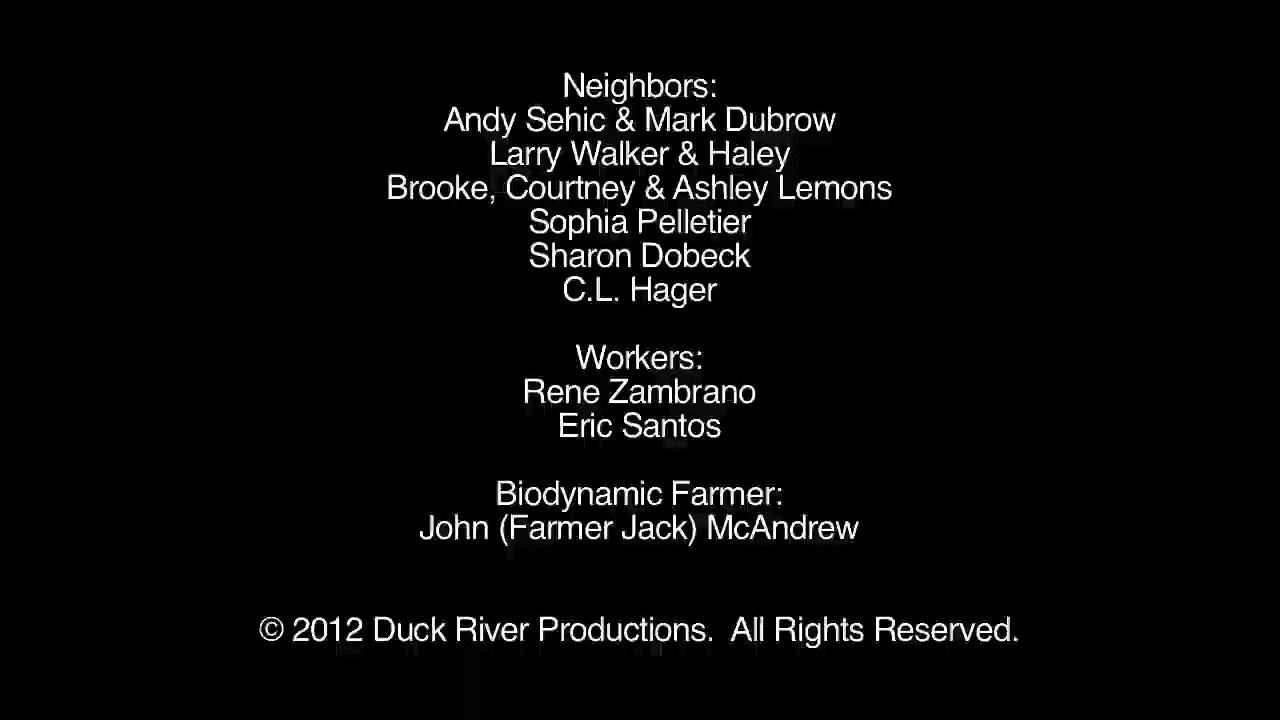 Neighbors:
Andy Sehic & Mark Dubrow
Larry Walker & Haley
Brooke, Courtney & Ashley Lemons
Sophia Pelletier
Sharon Dobeck
C.L. Hager
Workers:
Rene Zambrano
Eric Santos
Biodynamic Farmer:
John (Farmer Jack) McAndrew
© 2012 Duck River Productions.  All Rights Reserved.